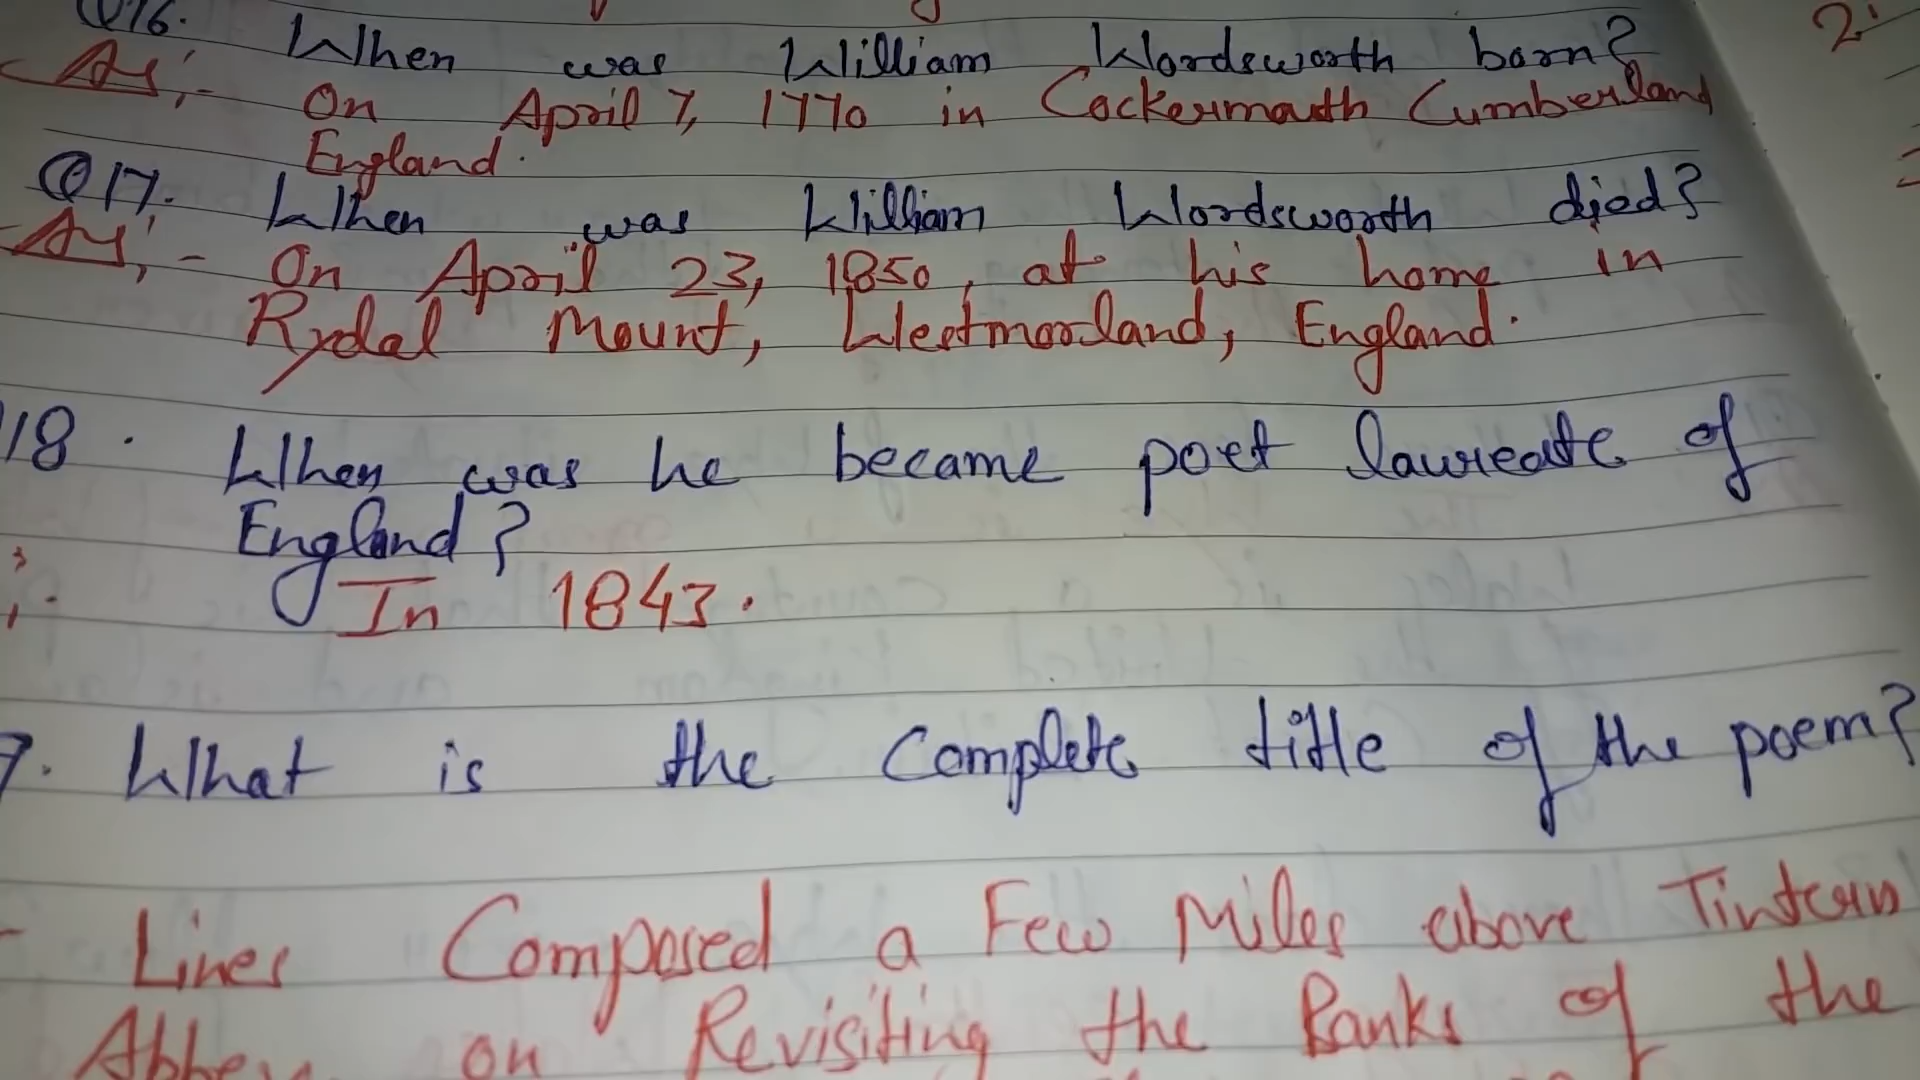 Q16. When was William Wordsworth born?
Ans:- On April 7, 1770 in Cockermouth Cumberland
England.
Q17. When was William Wordsworth died?
Ans:- On April 23, 1850, at his home in
Rydal Mount, Westmorland, England.
18. When was he became poet laureate of
England?
In 1843.
9. What is the Complete title of the poem?
- Lines Composed a Few Miles above Tintern
Abbey on Revisiting the Banks of the
2.